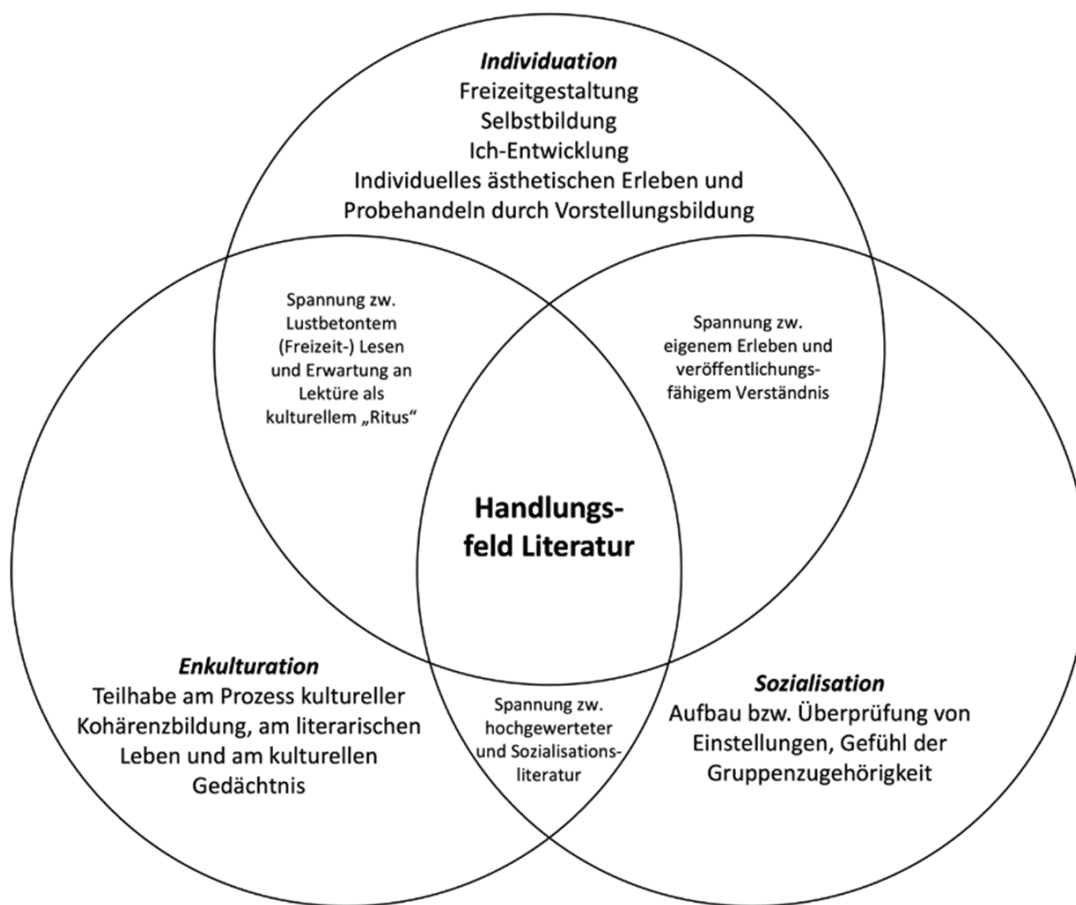 Individuation
Freizeitgestaltung
Selbstbildung
Ich-Entwicklung
Individuelles ästhetischen Erleben und
Probehandeln durch Vorstellungsbildung
Spannung zw.
Lustbetontem
(Freizeit-) Lesen
und Erwartung an
Lektüre als
kulturellem „Ritus“
Spannung zw.
eigenem Erleben und
veröffentlichungs-
fähigem Verständnis
Handlungs-
feld Literatur
Enkulturation
Teilhabe am Prozess kultureller
Kohärenzbildung, am literarischen
Leben und am kulturellen
Gedächtnis
Spannung zw.
hochgewerteter
und Sozialisations-
literatur
Sozialisation
Aufbau bzw. Überprüfung von
Einstellungen, Gefühl der
Gruppenzugehörigkeit